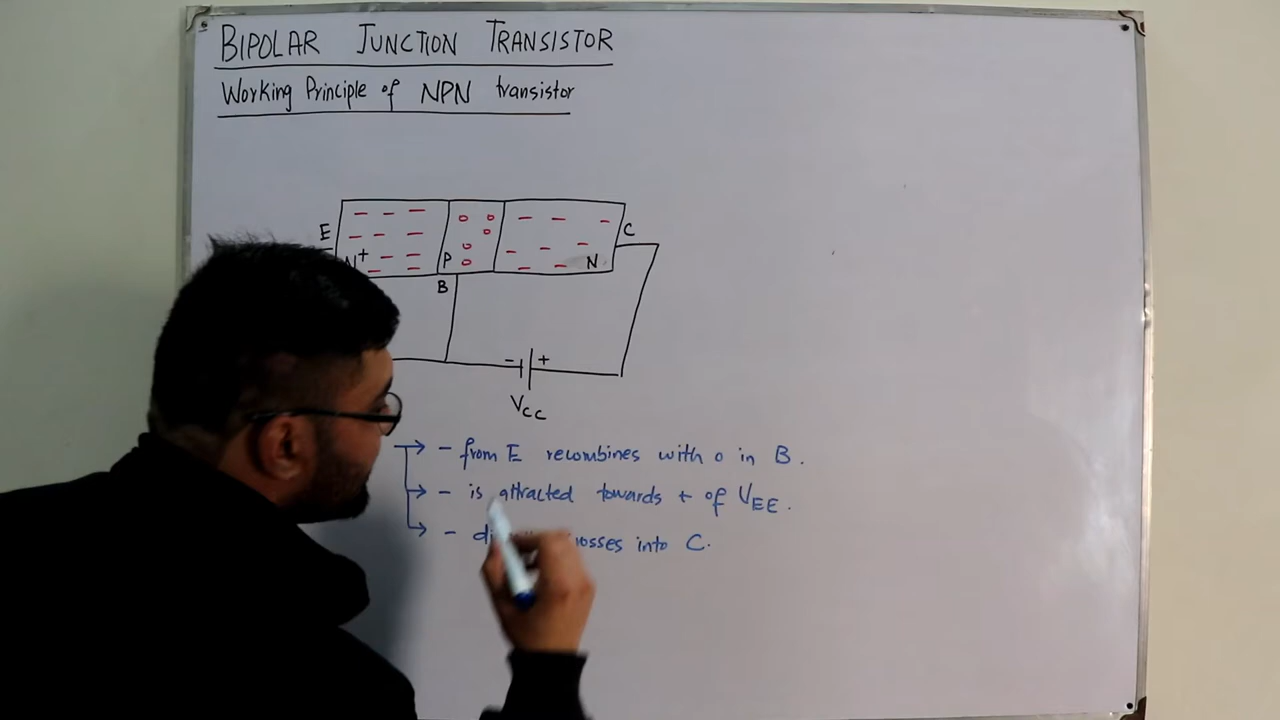 BIPOLAR JUNCTION TRANSISTOR
Working Principle of NPN transistor
E
C
N+
P
N
B
- +
VCC
- from E recombines with o in B.
- is attracted towards + of VEE.
- into C.